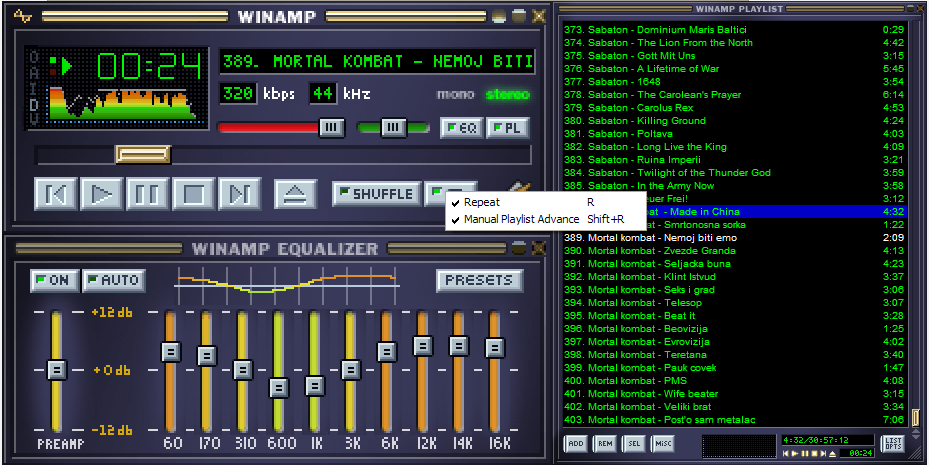 WINAMP
O
A
I
D
V
00:24
389. MORTAL KOMBAT - NEMOJ BITI
320 kbps 44 kHz mono stereo
EQ PL
SHUFFLE
Repeat R
Manual Playlist Advance Shift+R
WINAMP EQUALIZER
ON AUTO PRESETS
+12db
+0db
-12db
PREAMP 60 170 310 600 1K 3K 6K 12K 14K 16K
WINAMP PLAYLIST
373. Sabaton - Dominium Maris Baltici 0:29
374. Sabaton - The Lion From the North 4:42
375. Sabaton - Gott Mit Uns 3:15
376. Sabaton - A Lifetime of War 5:45
377. Sabaton - 1648 3:54
378. Sabaton - The Carolean's Prayer 6:14
379. Sabaton - Carolus Rex 4:53
380. Sabaton - Killing Ground 4:24
381. Sabaton - Poltava 4:03
382. Sabaton - Long Live the King 4:09
383. Sabaton - Ruina Imperii 3:21
384. Sabaton - Twilight of the Thunder God 3:59
385. Sabaton - In the Army Now 3:58
euer Frei! 3:12
bat - Made in China 4:32
bat - Smrtonosna sorka 1:22
389. Mortal kombat - Nemoj biti emo 2:09
390. Mortal kombat - Zvezde Granda 4:13
391. Mortal kombat - Seljacka buna 4:23
392. Mortal kombat - Klint Istvud 3:37
393. Mortal kombat - Seks i grad 3:06
394. Mortal kombat - Telesop 3:07
395. Mortal kombat - Beat it 3:28
396. Mortal kombat - Beovizija 1:25
397. Mortal kombat - Evrovizija 4:02
398. Mortal kombat - Teretana 3:40
399. Mortal kombat - Pauk covek 1:47
400. Mortal kombat - PMS 4:08
401. Mortal kombat - Wife beater 3:15
402. Mortal kombat - Veliki brat 3:34
403. Mortal kombat - Post'o sam metalac 7:06
ADD REM SEL MISC 4:32/30:57:12 LIST
00:24 OPTS